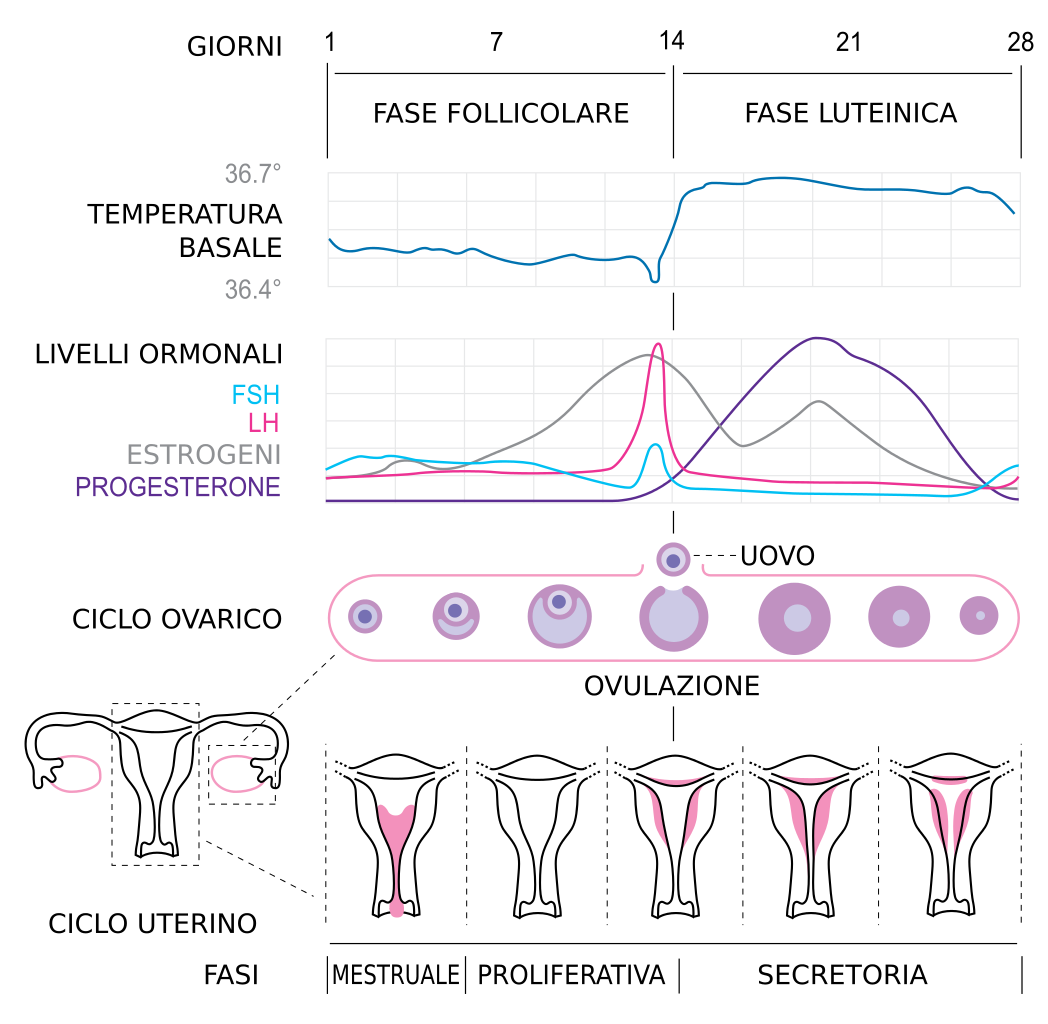 GIORNI 1 7 14 21 28
FASE FOLLICOLARE FASE LUTEINICA
36.7°
TEMPERATURA
BASALE
36.4°
LIVELLI ORMONALI
FSH
LH
ESTROGENI
PROGESTERONE
UOVO
CICLO OVARICO
OVULAZIONE
CICLO UTERINO
FASI MESTRUALE PROLIFERATIVA SECRETORIA